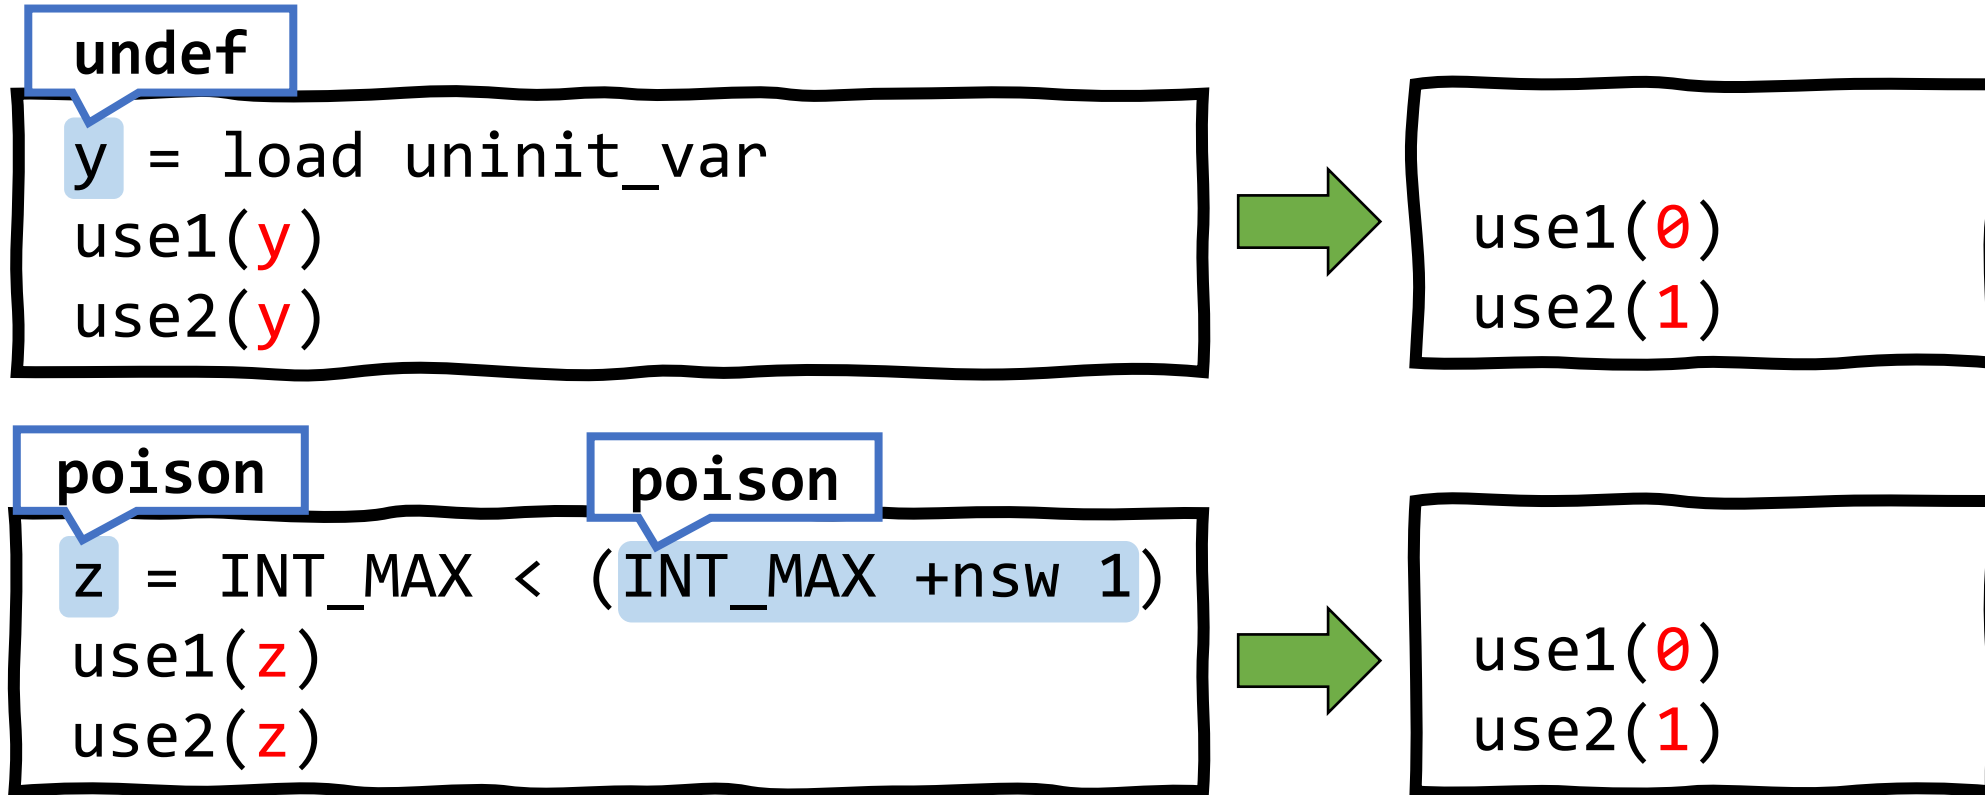 undef
y = load uninit_var
use1(y)
use2(y)
use1(0)
use2(1)
poison
poison
z = INT_MAX < (INT_MAX +nsw 1)
use1(z)
use2(z)
use1(0)
use2(1)